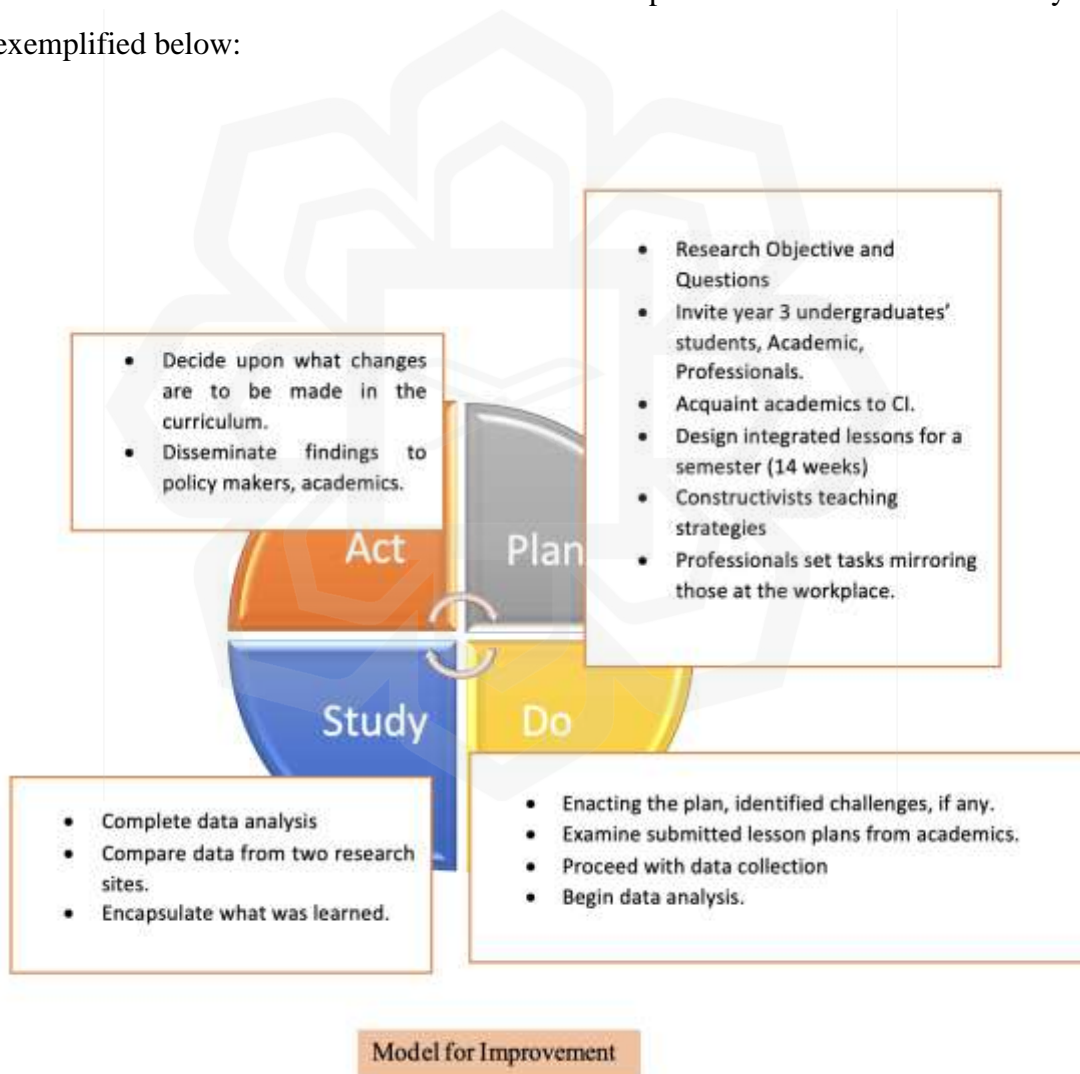 exemplified below:
• Research Objective and
Questions
• Invite year 3 undergraduates'
students, Academic,
Professionals.
• Acquaint academics to CI.
• Design integrated lessons for a
semester (14 weeks)
• Constructivists teaching
strategies
• Professionals set tasks mirroring
those at the workplace.
• Decide upon what changes
are to be made in the
curriculum.
• Disseminate findings to
policy makers, academics.
Act
Plan
Study
Do
• Enacting the plan, identified challenges, if any.
• Examine submitted lesson plans from academics.
• Proceed with data collection
• Begin data analysis.
• Complete data analysis
• Compare data from two research
sites.
• Encapsulate what was learned.
Model for Improvement